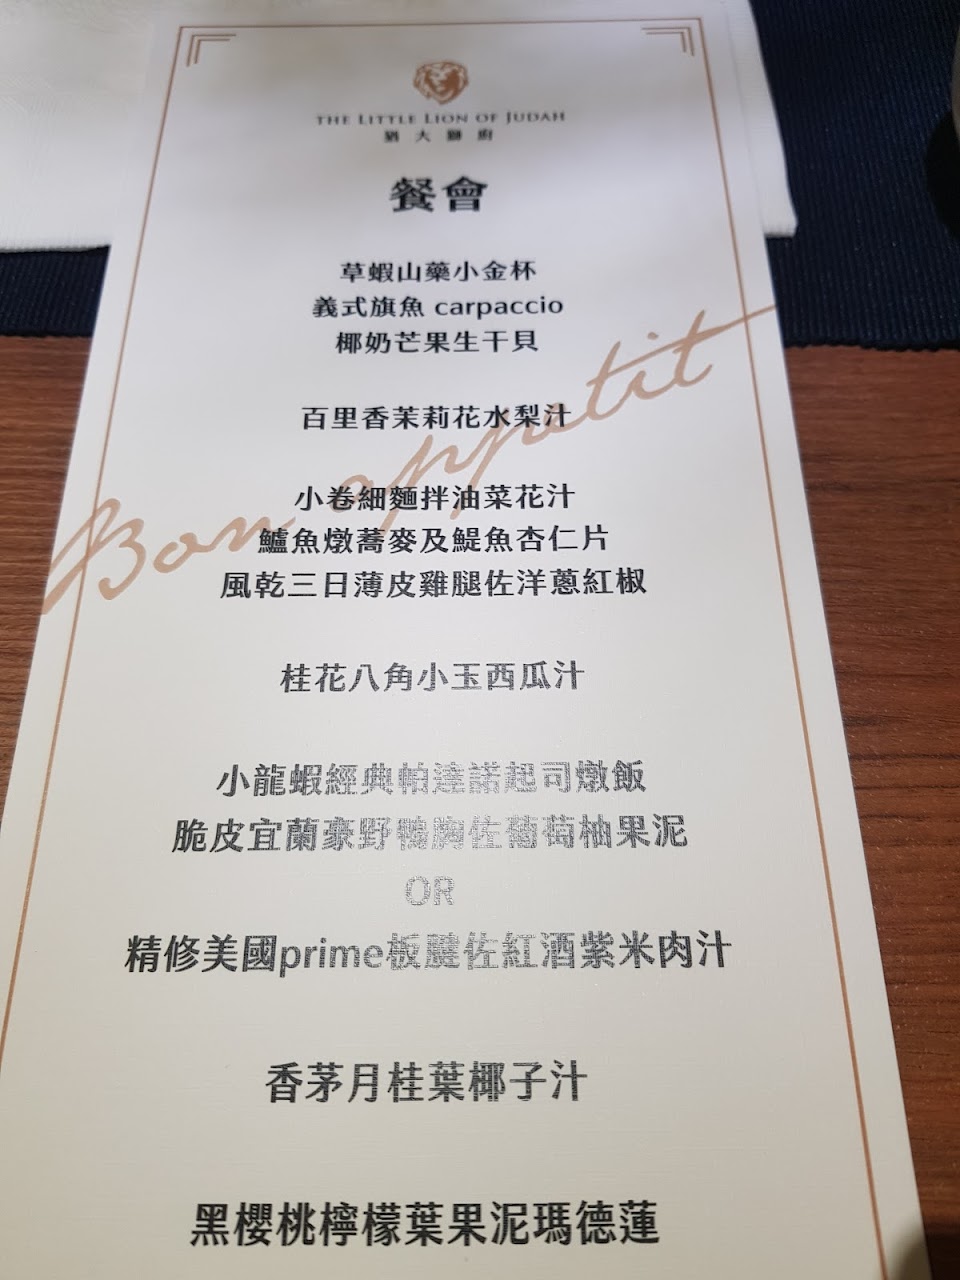 THE LITTLE LION OF JUDAH
猶大獅廚
餐會
草蝦山藥小金杯
義式旗魚 carpaccio
椰奶芒果生干貝
百里香茉莉花水梨汁
Bon appetit
小卷細麵拌油菜花汁
鱸魚燉蕎麥及鯷魚杏仁片
風乾三日薄皮雞腿佐洋蔥紅椒
桂花八角小玉西瓜汁
小龍蝦經典帕達諾起司燉飯
脆皮宜蘭豪野鴨胸佐葡萄柚果泥
OR
精修美國prime板腱佐紅酒紫米肉汁
香茅月桂葉椰子汁
黑櫻桃檸檬葉果泥瑪德蓮